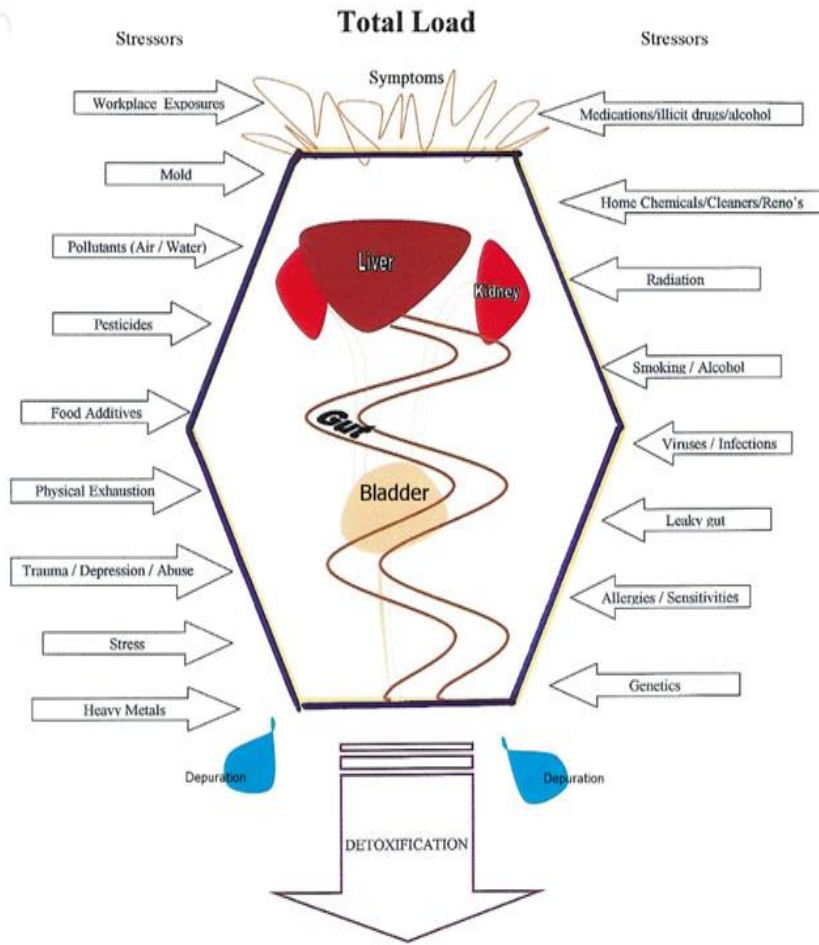 Total Load
Stressors
Stressors
Symptoms
Workplace Exposures
Medications/illicit drugs/alcohol
Mold
Home Chemicals/Cleaners/Reno's
Pollutants (Air / Water)
Liver
Radiation
Kidney
Pesticides
Smoking / Alcohol
Food Additives
Gut
Viruses / Infections
Physical Exhaustion
Bladder
Leaky gut
Trauma / Depression / Abuse
Allergies / Sensitivities
Stress
Genetics
Heavy Metals
Depuration
Depuration
DETOXIFICATION